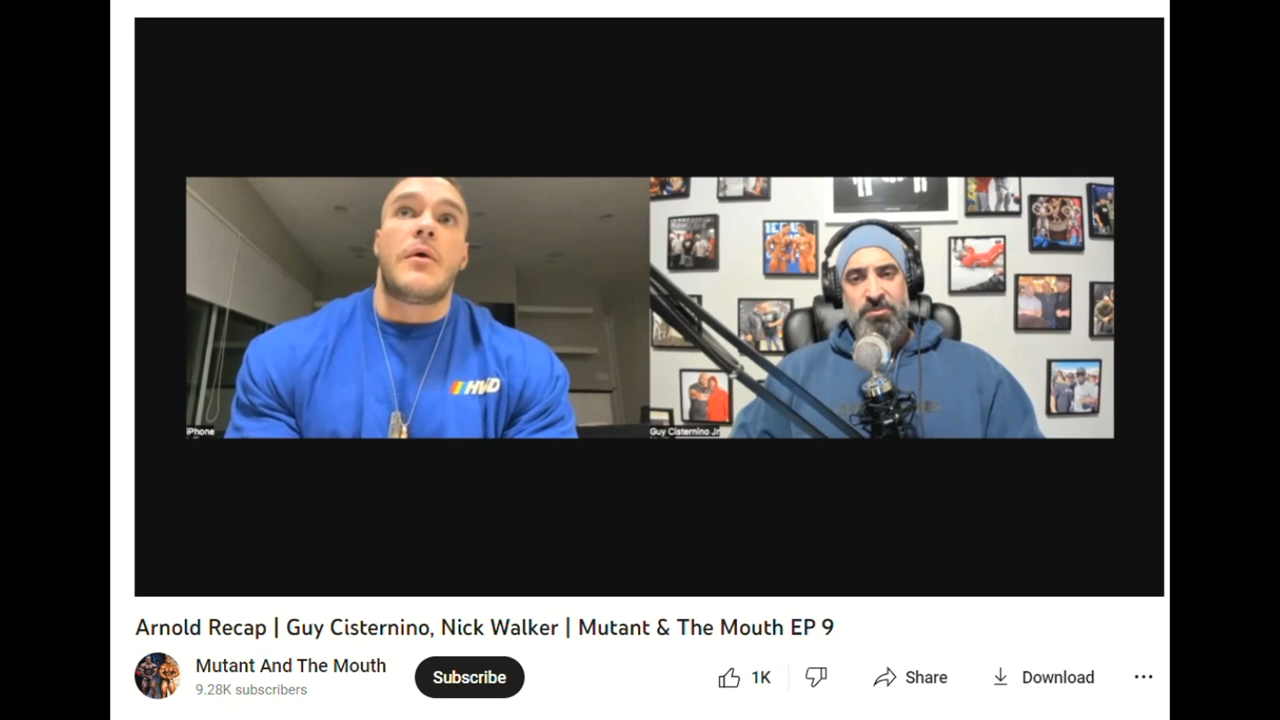 HVD
iPhone
Guy Cisternino Jr
Arnold Recap | Guy Cisternino, Nick Walker | Mutant & The Mouth EP 9
Mutant And The Mouth
9.28K subscribers
Subscribe
1K
Share
Download